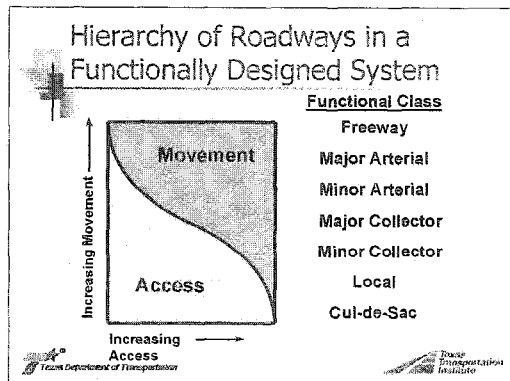 Hierarchy of Roadways in a
Functionally Designed System
Functional Class
Freeway
Major Arterial
Minor Arterial
Major Collector
Minor Collector
Local
Cul-de-Sac
Increasing Movement
Movement
Access
Increasing
Access
Texas Department of Transportation
Texas
Transportation
Institute